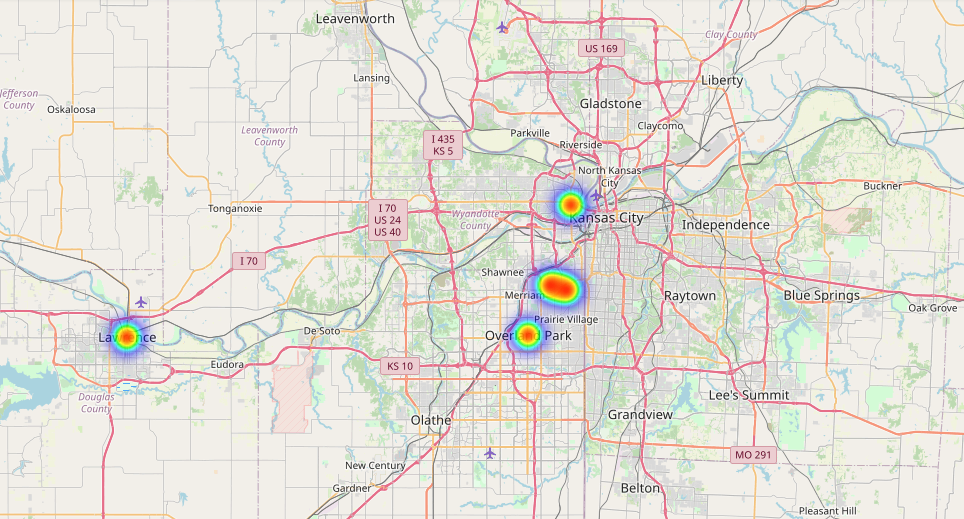 Leavenworth
Clay County
US 169
Lansing
Liberty
Jefferson
County
Oskaloosa
Gladstone
Leavenworth
County
Claycomo
Parkville
I 435
KS 5
Riverside
North Kansas
City
Buckner
Tonganoxie
I 70
US 24
US 40
Wyandotte
County
Kansas City
Independence
I 70
Shawnee
Merriam
Raytown
Blue Springs
Oak Grove
Prairie Village
De Soto
Lawrence
Overland Park
Eudora
KS 10
Lee's Summit
Douglas
County
Olathe
Grandview
MO 291
New Century
Gardner
Belton
Pleasant Hill